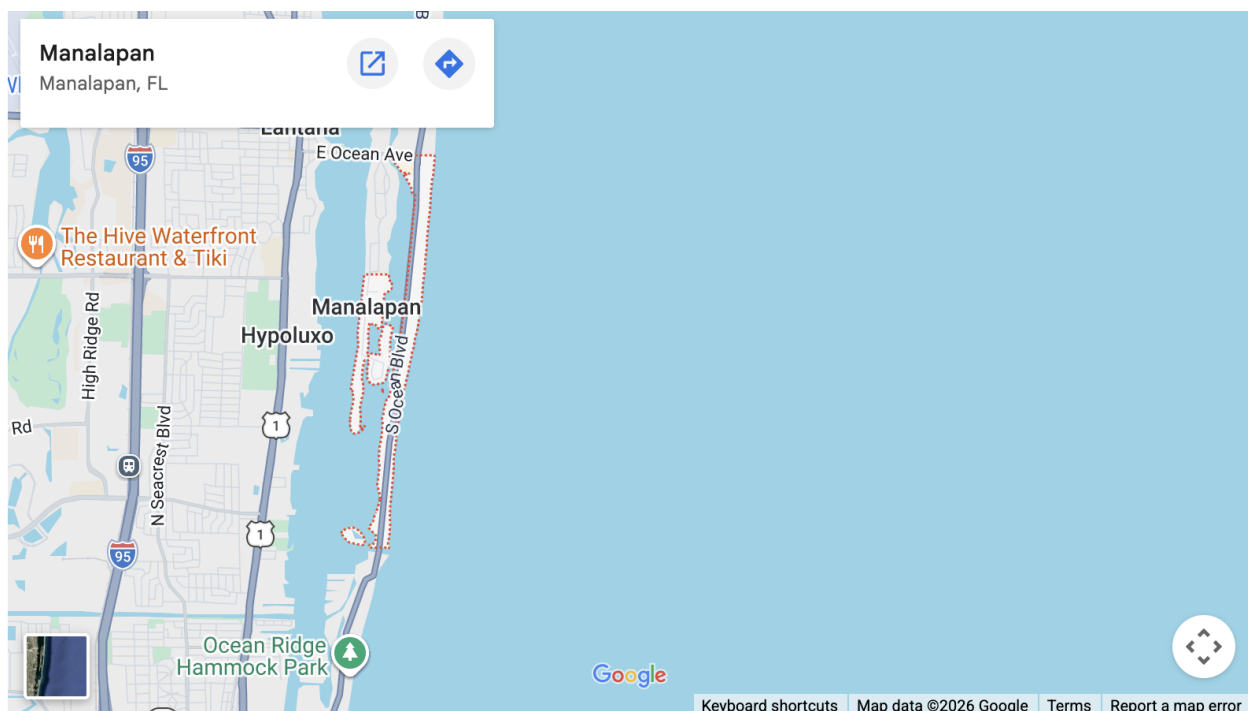 Manalapan
Manalapan, FL
Lantana
E Ocean Ave
95
The Hive Waterfront
Restaurant & Tiki
Manalapan
Hypoluxo
High Ridge Rd
S Ocean Blvd
Rd
1
N Seacrest Blvd
1
95
Ocean Ridge
Hammock Park
Google
Keyboard shortcuts
Map data ©2026 Google
Terms
Report a map error